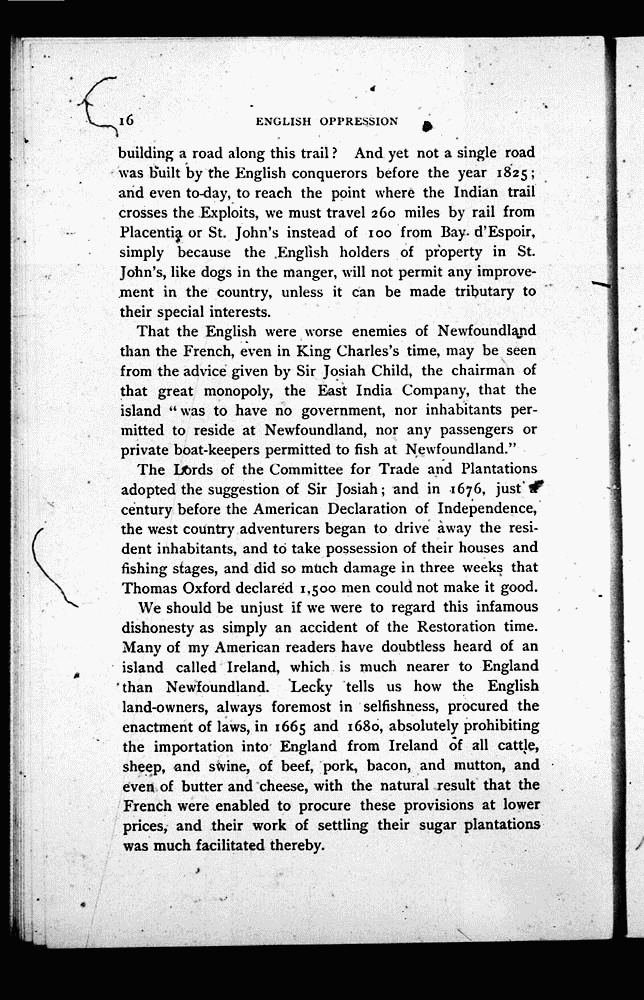 16
ENGLISH OPPRESSION
building a road along this trail? And yet not a single road
was built by the English conquerors before the year 1825;
and even to-day, to reach the point where the Indian trail
crosses the Exploits, we must travel 260 miles by rail from
Placentia or St. John's instead of 100 from Bay d'Espoir,
simply because the English holders of property in St.
John's, like dogs in the manger, will not permit any improve-
ment in the country, unless it can be made tributary to
their special interests.
That the English were worse enemies of Newfoundland
than the French, even in King Charles's time, may be seen
from the advice given by Sir Josiah Child, the chairman of
that great monopoly, the East India Company, that the
island "was to have no government, nor inhabitants per-
mitted to reside at Newfoundland, nor any passengers or
private boat-keepers permitted to fish at Newfoundland."
The Lords of the Committee for Trade and Plantations
adopted the suggestion of Sir Josiah; and in 1676, just
century before the American Declaration of Independence,
the west country adventurers began to drive away the resi-
dent inhabitants, and to take possession of their houses and
fishing stages, and did so much damage in three weeks that
Thomas Oxford declared 1,500 men could not make it good.
We should be unjust if we were to regard this infamous
dishonesty as simply an accident of the Restoration time.
Many of my American readers have doubtless heard of an
island called Ireland, which is much nearer to England
than Newfoundland. Lecky tells us how the English
land-owners, always foremost in selfishness, procured the
enactment of laws, in 1665 and 1680, absolutely prohibiting
the importation into England from Ireland of all cattle,
sheep, and swine, of beef, pork, bacon, and mutton, and
even of butter and cheese, with the natural result that the
French were enabled to procure these provisions at lower
prices, and their work of settling their sugar plantations
was much facilitated thereby.